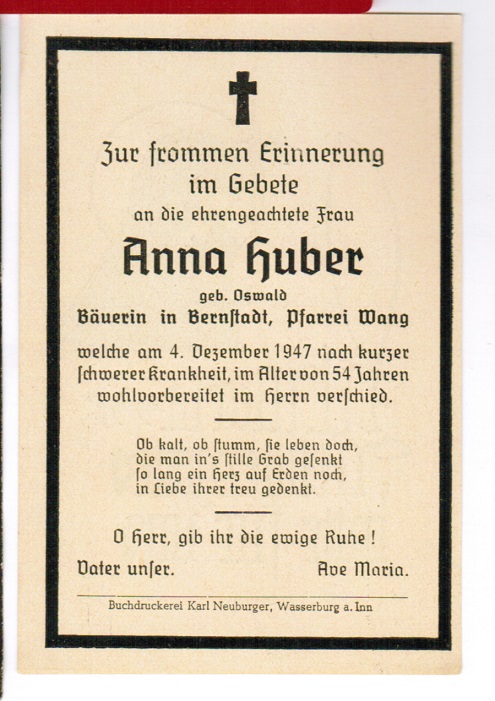 Zur frommen Erinnerung
im Gebete
an die ehrengeachtete Frau
Anna Huber
geb. Oswald
Bäuerin in Bernstadt, Pfarrei Wang
welche am 4. Dezember 1947 nach kurzer
schwerer Krankheit, im Alter von 54 Jahren
wohlvorbereitet im Herrn verschied.
Ob kalt, ob stumm, sie leben doch,
die man in's stille Grab gesenkt
so lang ein Herz auf Erden noch,
in Liebe ihrer treu gedenkt.
O Herr, gib ihr die ewige Ruhe !
Vater unser. Ave Maria.
Buchdruckerei Karl Neuburger, Wasserburg a. Inn